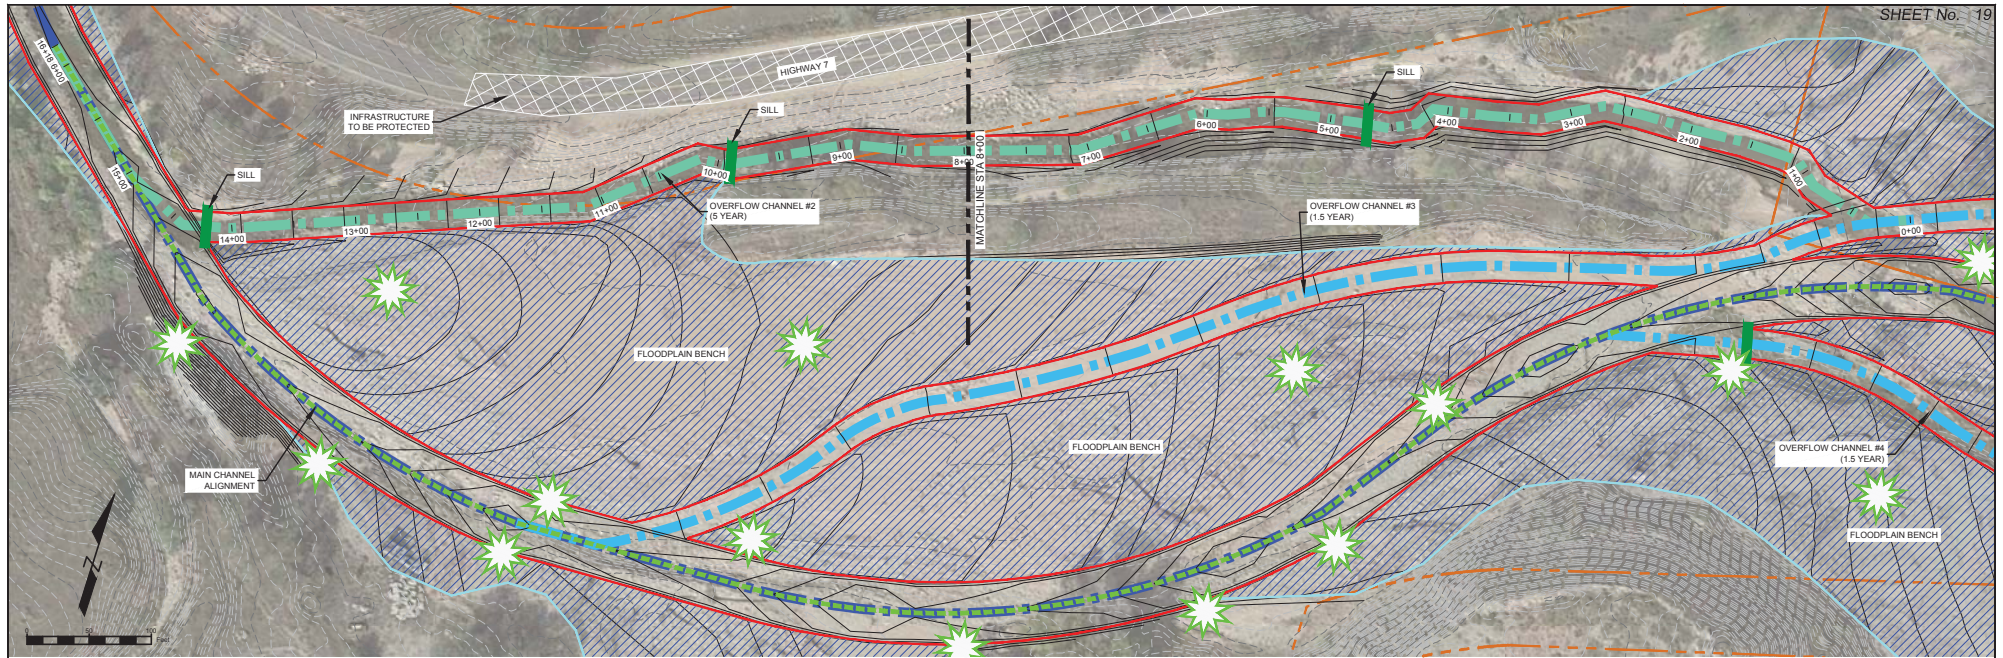 SHEET No. 19
16+18 6+00
HIGHWAY 7
SILL
INFRASTRUCTURE
TO BE PROTECTED
SILL
6+00
5+00
4+00
3+00
2+00
1+00
0+00
7+00
8+00
9+00
10+00
11+00
12+00
13+00
14+00
15+00
SILL
MATCHLINE STA 8+00
OVERFLOW CHANNEL #2
(5 YEAR)
OVERFLOW CHANNEL #3
(1.5 YEAR)
FLOODPLAIN BENCH
FLOODPLAIN BENCH
OVERFLOW CHANNEL #4
(1.5 YEAR)
MAIN CHANNEL
ALIGNMENT
FLOODPLAIN BENCH
Z
0 50 100
Feet